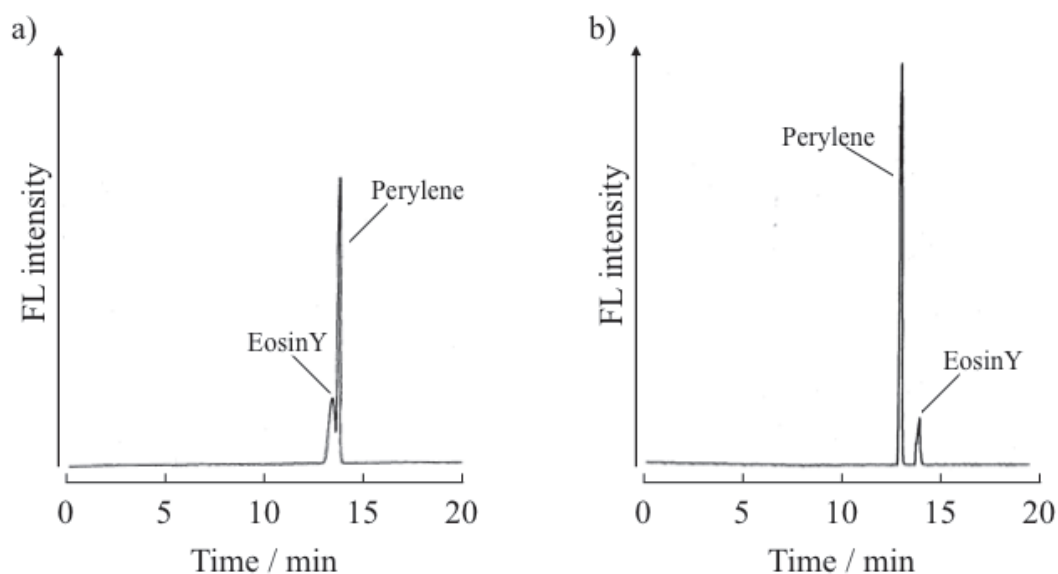 a)
FL intensity
Perylene
EosinY
0 5 10 15 20
Time / min
b)
FL intensity
Perylene
EosinY
0 5 10 15 20
Time / min